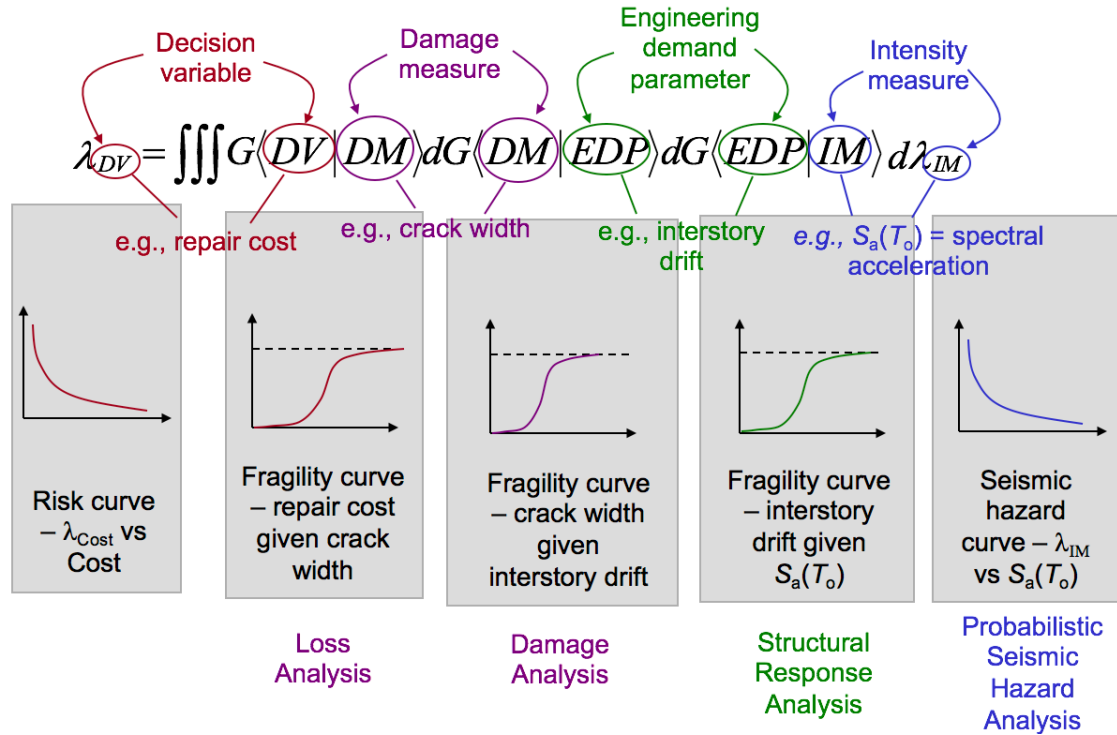 Decision
variable
Damage
measure
Engineering
demand
parameter
Intensity
measure
λ_DV = ∭ G⟨DV|DM⟩dG⟨DM|EDP⟩dG⟨EDP|IM⟩ dλ_IM
e.g., repair cost
e.g., crack width
e.g., interstory
drift
e.g., Sa(To) = spectral
acceleration
Risk curve
– λCost vs
Cost
Fragility curve
– repair cost
given crack
width
Fragility curve
– crack width
given
interstory drift
Fragility curve
– interstory
drift given
Sa(To)
Seismic
hazard
curve – λIM
vs Sa(To)
Loss
Analysis
Damage
Analysis
Structural
Response
Analysis
Probabilistic
Seismic
Hazard
Analysis